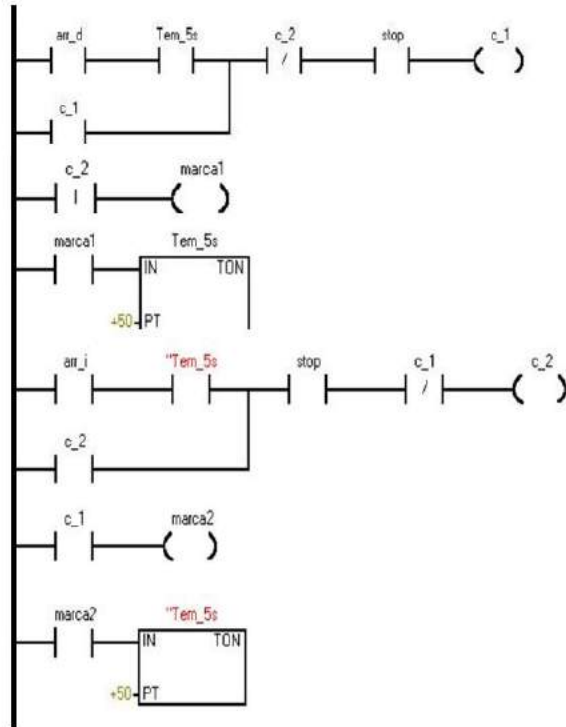 arr_d Tem_5s c_2 stop c_1
/
c_1
c_2 marca1
I
marca1 Tem_5s
IN TON
+50 PT
arr_i "Tem_5s stop c_1 c_2
/
c_2
c_1 marca2
marca2 "Tem_5s
IN TON
+50 PT